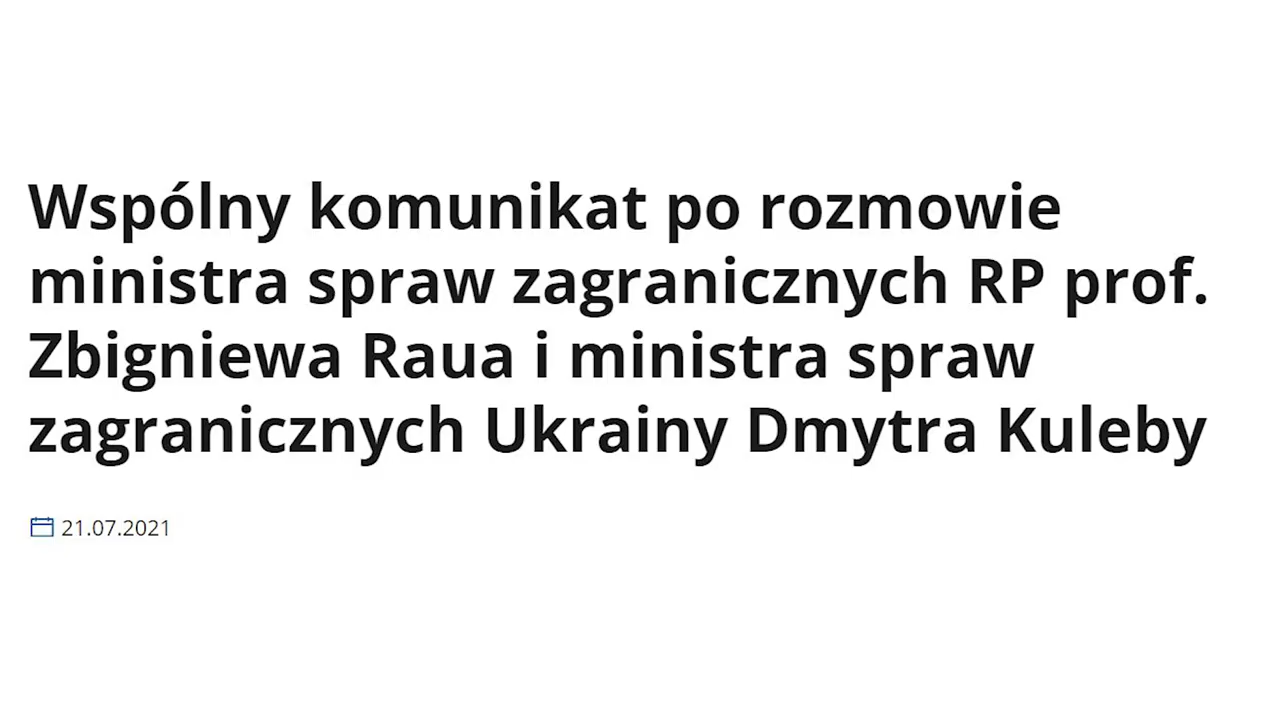 Wspólny komunikat po rozmowie
ministra spraw zagranicznych RP prof.
Zbigniewa Raua i ministra spraw
zagranicznych Ukrainy Dmytra Kuleby
21.07.2021